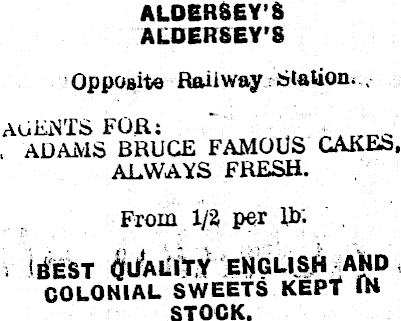 ALDERSEY'S
ALDERSEY'S
Opposite Railway Station.
AGENTS FOR:
ADAMS BRUCE FAMOUS CAKES,
ALWAYS FRESH.
From 1/2 per lb.
BEST QUALITY ENGLISH AND
COLONIAL SWEETS KEPT IN
STOCK.